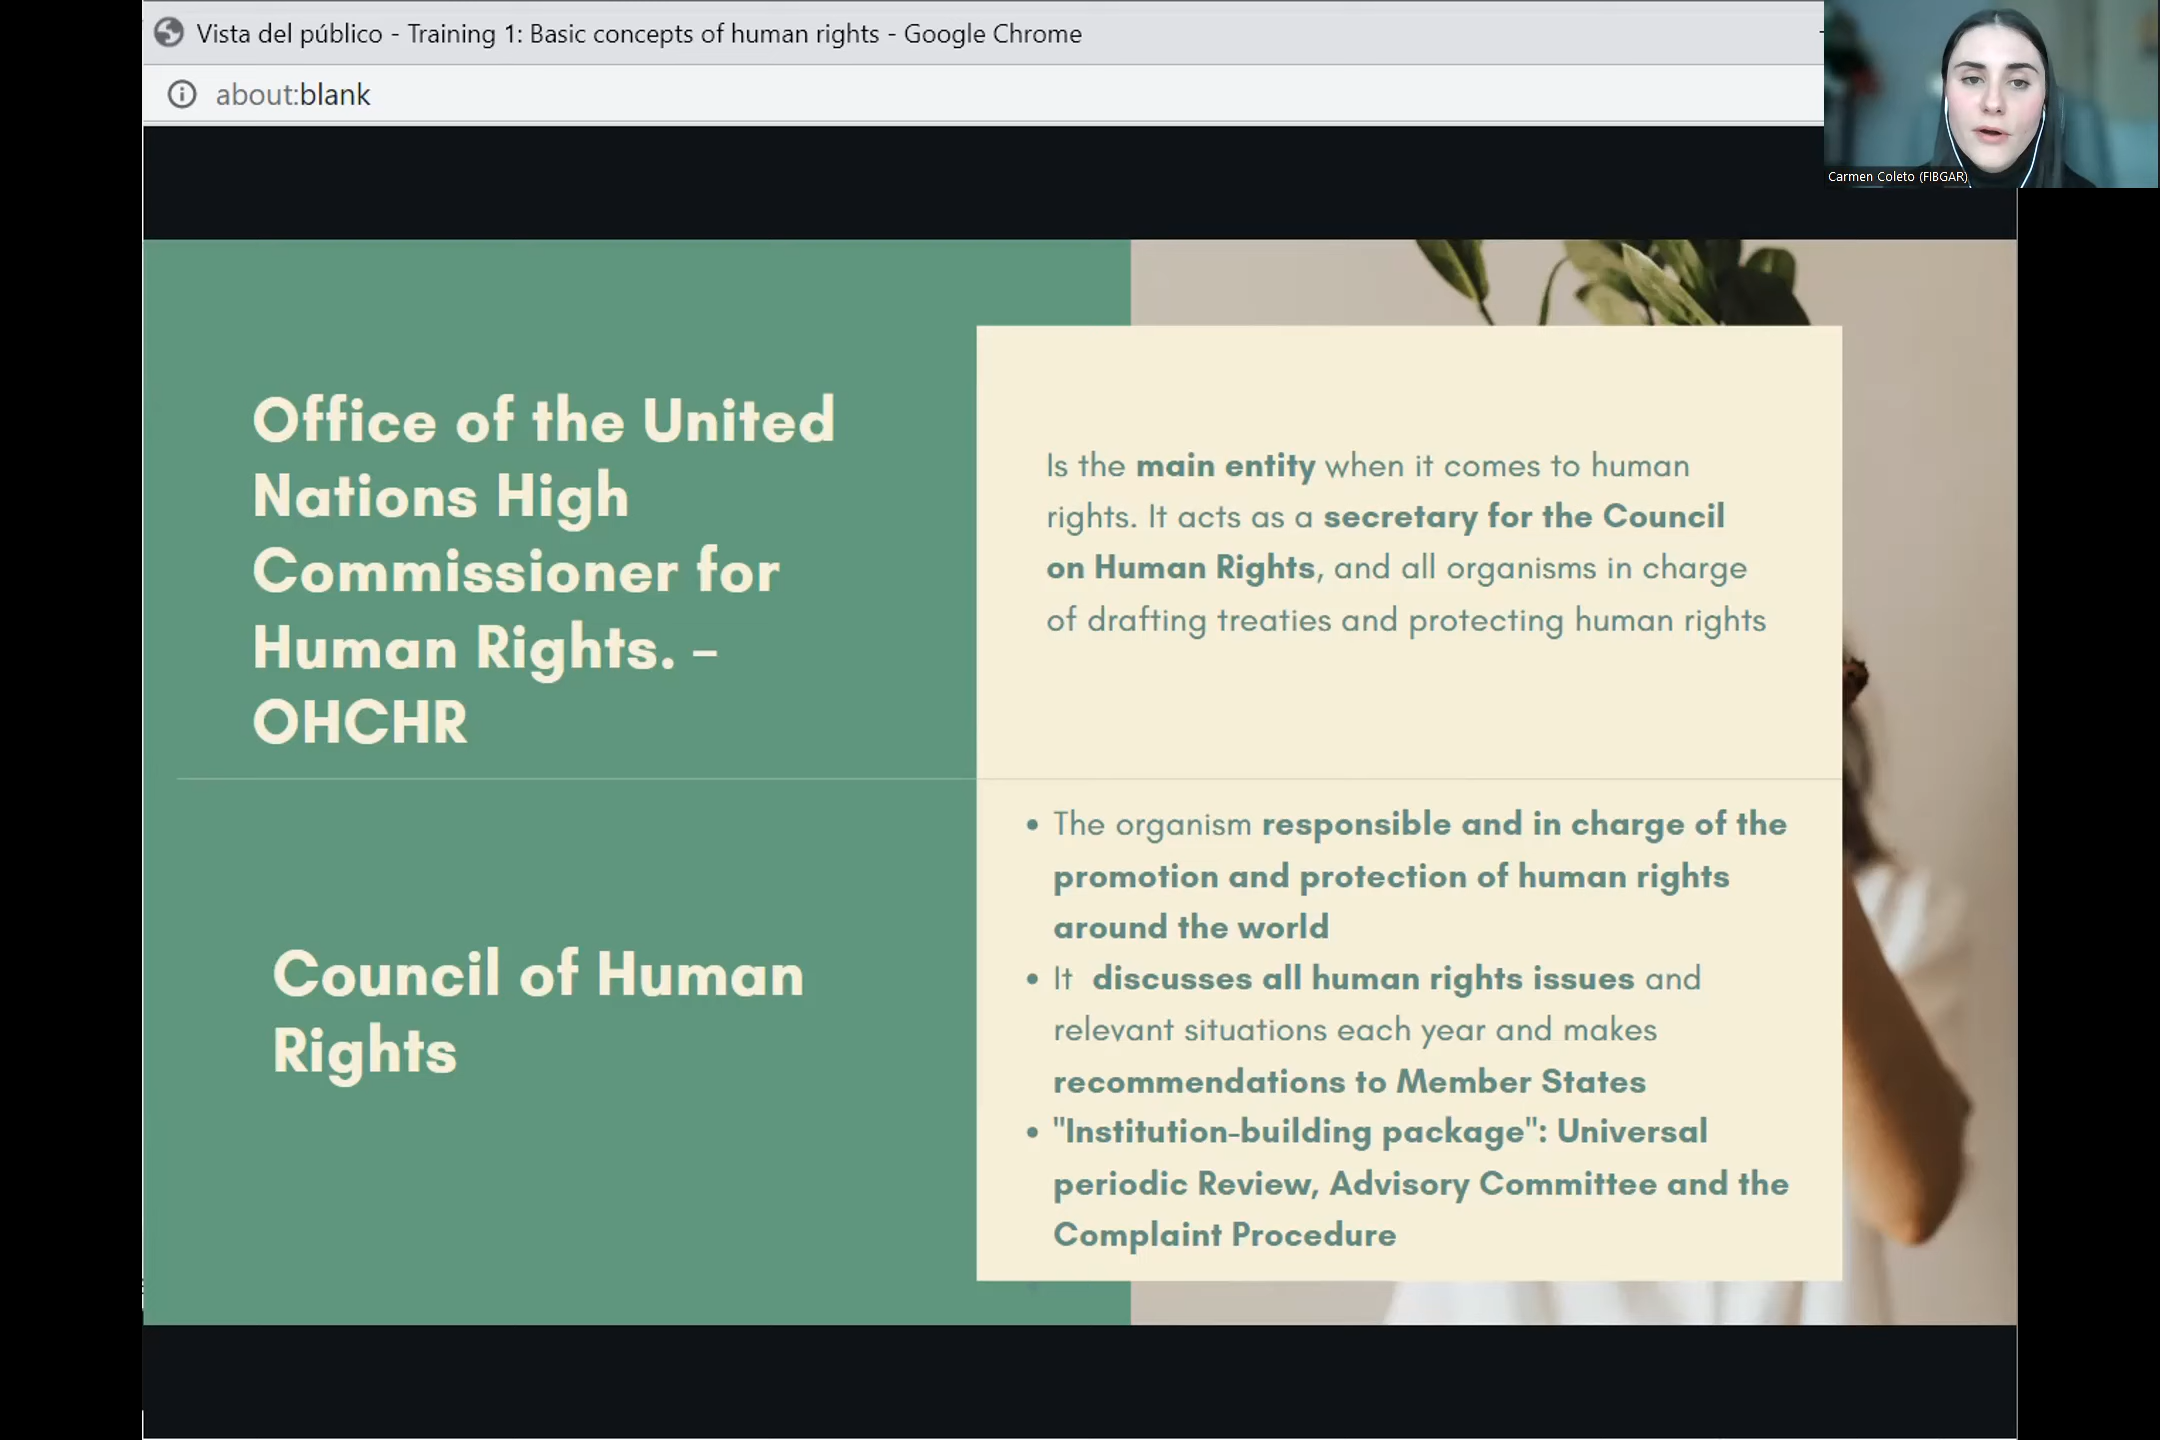 Vista del público - Training 1: Basic concepts of human rights - Google Chrome
about:blank
Carmen Coleto (FIBGAR)
Office of the United
Nations High
Commissioner for
Human Rights. –
OHCHR
Is the main entity when it comes to human
rights. It acts as a secretary for the Council
on Human Rights, and all organisms in charge
of drafting treaties and protecting human rights
Council of Human
Rights
• The organism responsible and in charge of the
promotion and protection of human rights
around the world
• It discusses all human rights issues and
relevant situations each year and makes
recommendations to Member States
• "Institution-building package": Universal
periodic Review, Advisory Committee and the
Complaint Procedure